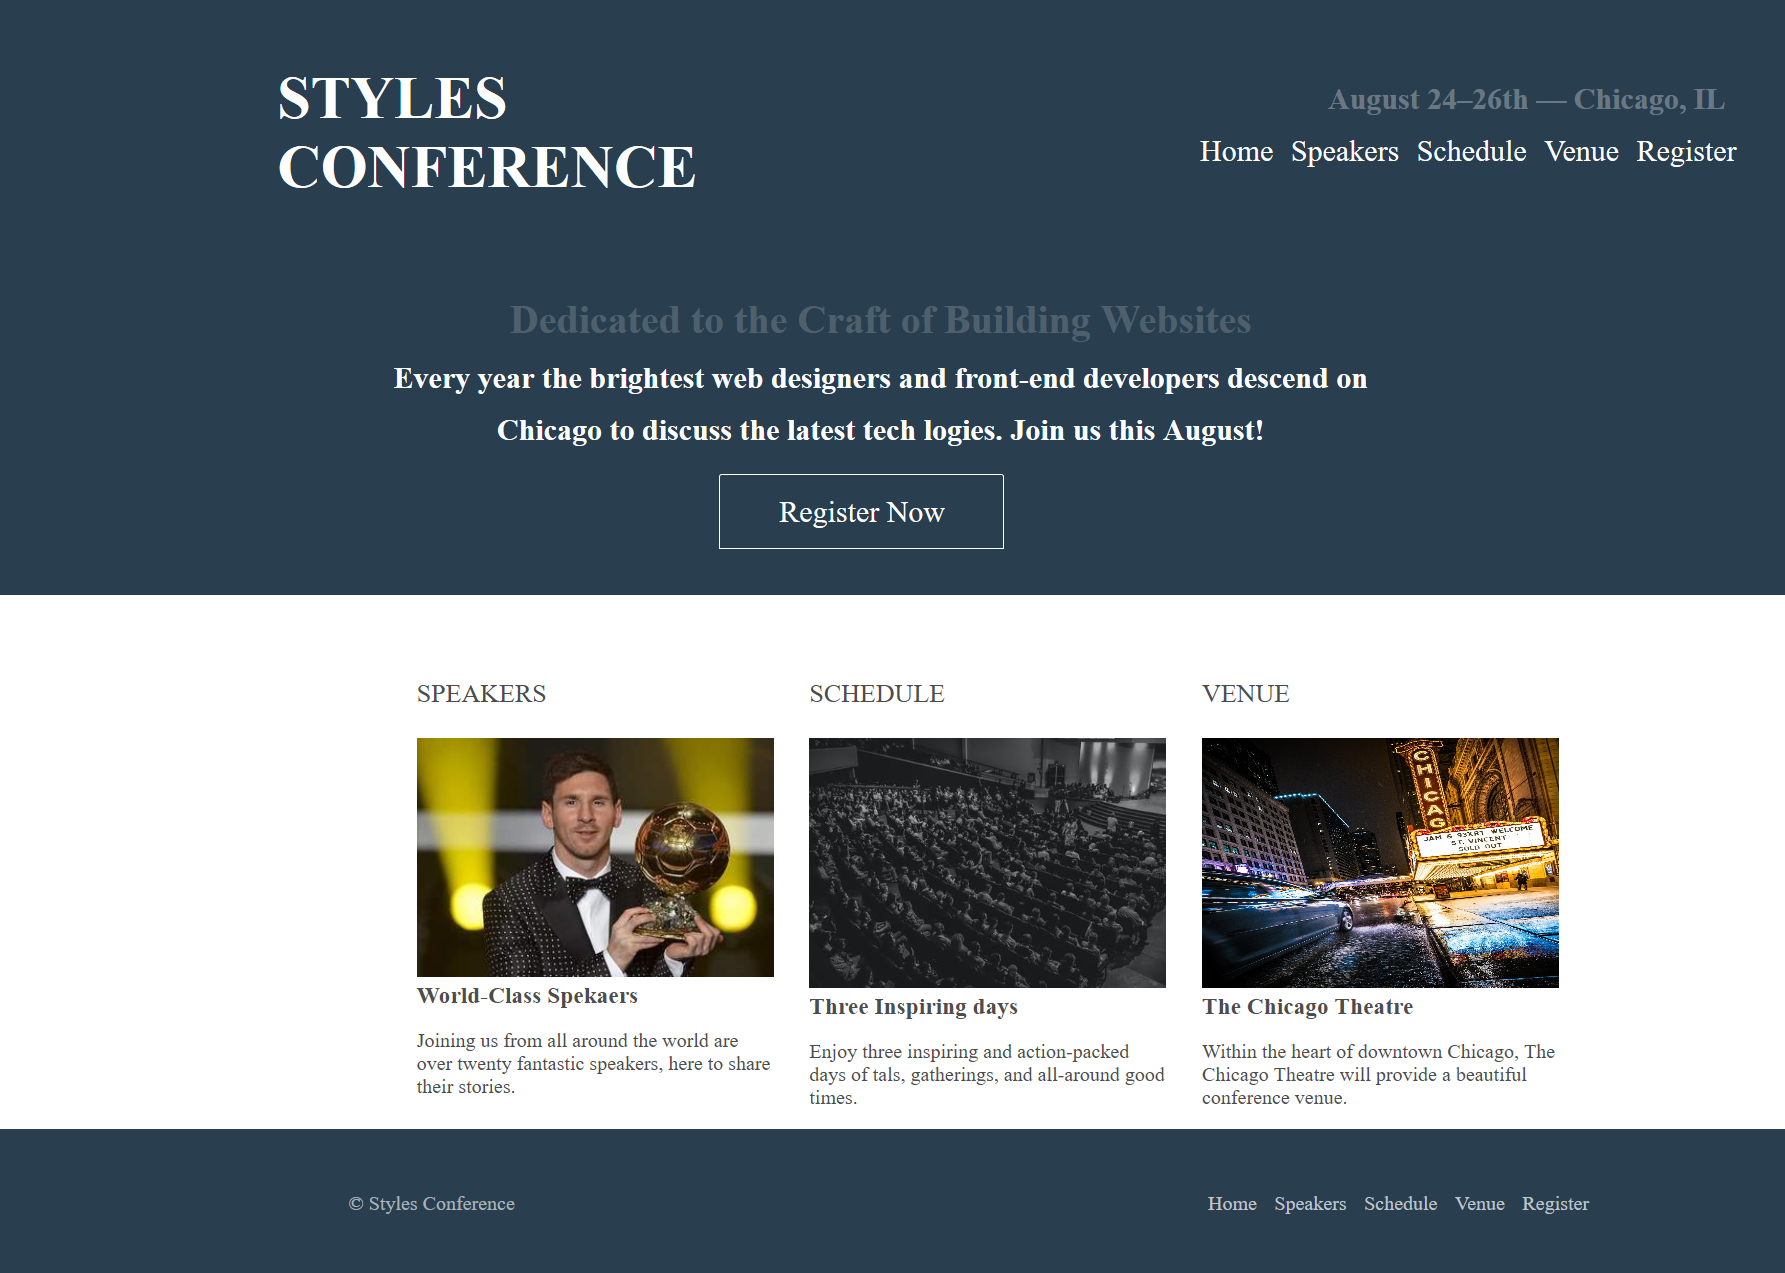 STYLES
CONFERENCE
August 24–26th — Chicago, IL
Home Speakers Schedule Venue Register
Dedicated to the Craft of Building Websites
Every year the brightest web designers and front-end developers descend on
Chicago to discuss the latest tech logies. Join us this August!
Register Now
SPEAKERS
World-Class Spekaers
Joining us from all around the world are
over twenty fantastic speakers, here to share
their stories.
SCHEDULE
Three Inspiring days
Enjoy three inspiring and action-packed
days of tals, gatherings, and all-around good
times.
VENUE
CHICAG
JAM & 93XRT WELCOME
ST. VINCENT
SOLD OUT
The Chicago Theatre
Within the heart of downtown Chicago, The
Chicago Theatre will provide a beautiful
conference venue.
© Styles Conference
Home Speakers Schedule Venue Register